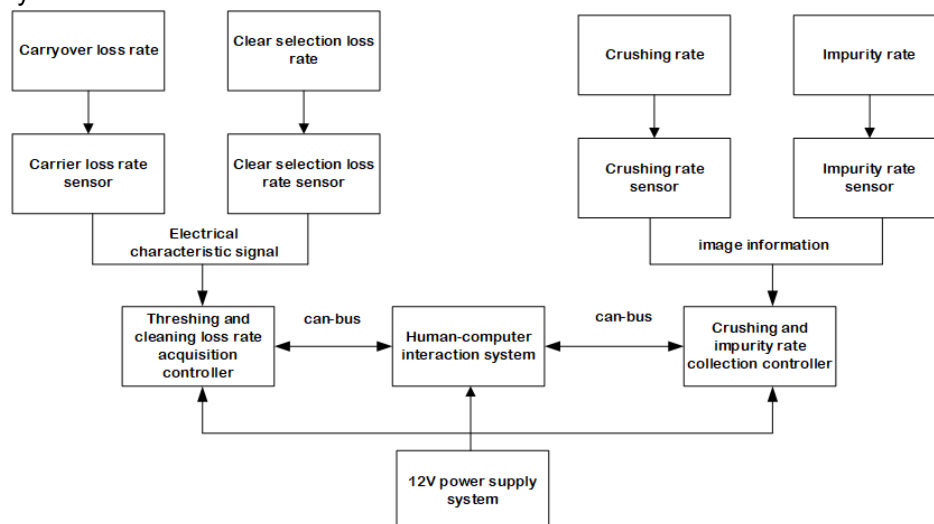 Carryover loss rate
Clear selection loss
rate
Crushing rate
Impurity rate
Carrier loss rate
sensor
Clear selection loss
rate sensor
Crushing rate
sensor
Impurity rate
sensor
Electrical
characteristic signal
image information
Threshing and
cleaning loss rate
acquisition
controller
can-bus
Human-computer
interaction system
can-bus
Crushing and
impurity rate
collection controller
12V power supply
system